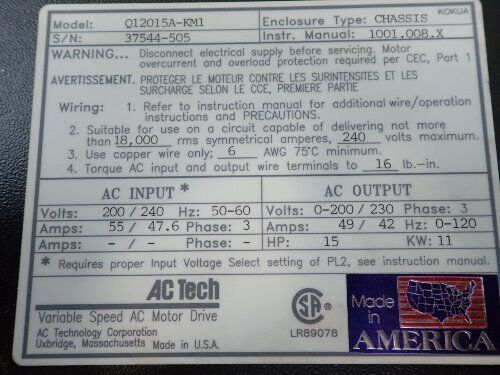 KOKUA
Model: Q12015A-KM1 Enclosure Type: CHASSIS
S/N: 37544-505 Instr. Manual: 1001.008.X
WARNING... Disconnect electrical supply before servicing. Motor
overcurrent and overload protection required per CEC, Part 1
AVERTISSEMENT. PROTEGER LE MOTEUR CONTRE LES SURINTENSITES ET LES
SURCHARGE SELON LE CCE, PREMIERE PARTIE
Wiring: 1. Refer to instruction manual for additional wire/operation
instructions and PRECAUTIONS.
2. Suitable for use on a circuit capable of delivering not more
than 18,000 rms symmetrical amperes, 240 volts maximum.
3. Use copper wire only; 6 AWG 75°C minimum.
4. Torque AC input and output wire terminals to 16 lb.-in.
AC INPUT * AC OUTPUT
Volts: 200 / 240 Hz: 50-60 Volts: 0-200 / 230 Phase: 3
Amps: 55 / 47.6 Phase: 3 Amps: 49 / 42 Hz: 0-120
Amps: - / - Phase: - HP: 15 KW: 11
* Requires proper Input Voltage Select setting of PL2, see instruction manual.
AC Tech
Variable Speed AC Motor Drive
AC Technology Corporation
Uxbridge, Massachusetts Made in U.S.A.
SA
LR89078
Made
in
AMERICA